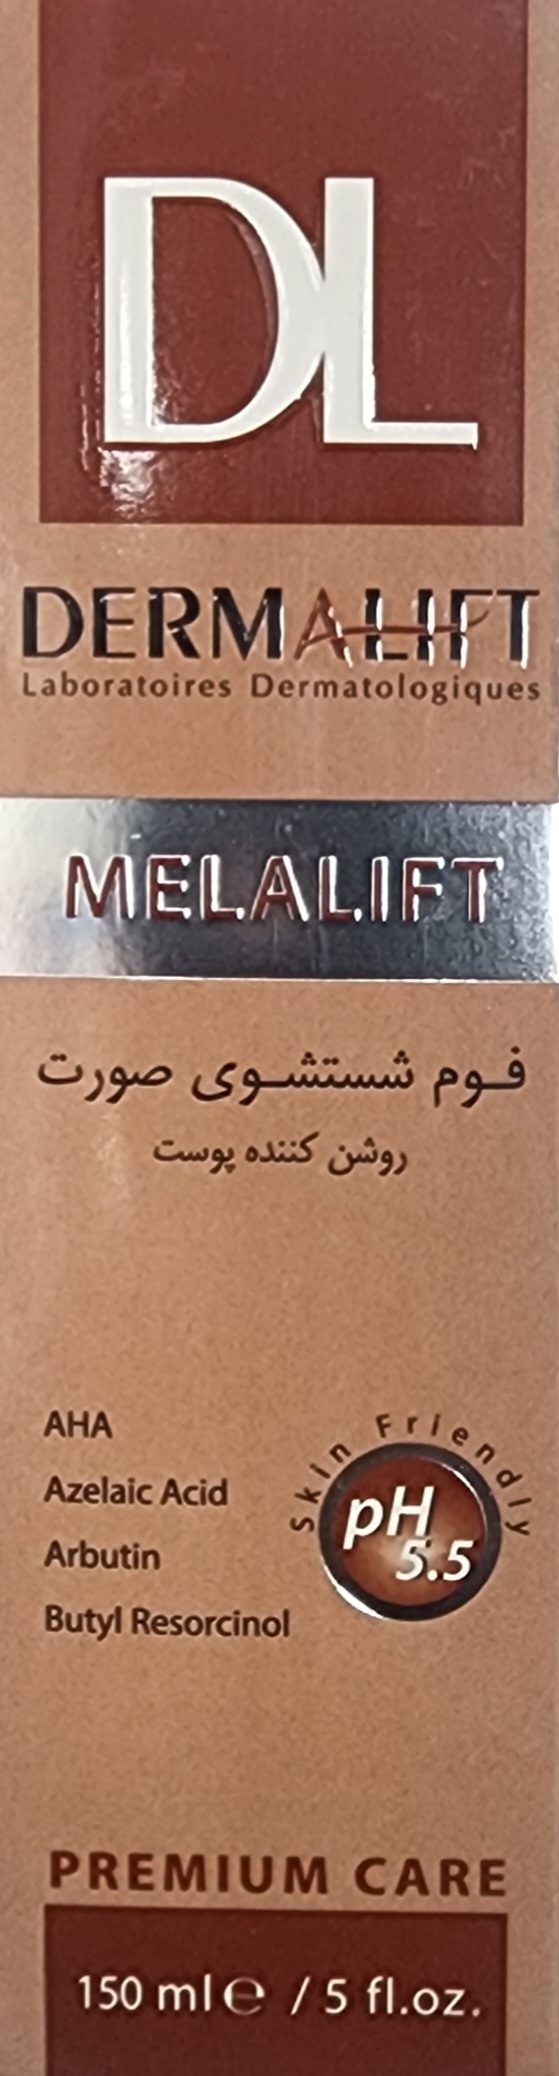 DL
DERMALIFT
Laboratoires Dermatologiques
MELALIFT
فوم شستشوی صورت
روشن کننده پوست
AHA
Azelaic Acid
Arbutin
Butyl Resorcinol
Skin Friendly
pH
5.5
PREMIUM CARE
150 ml ℮ / 5 fl.oz.